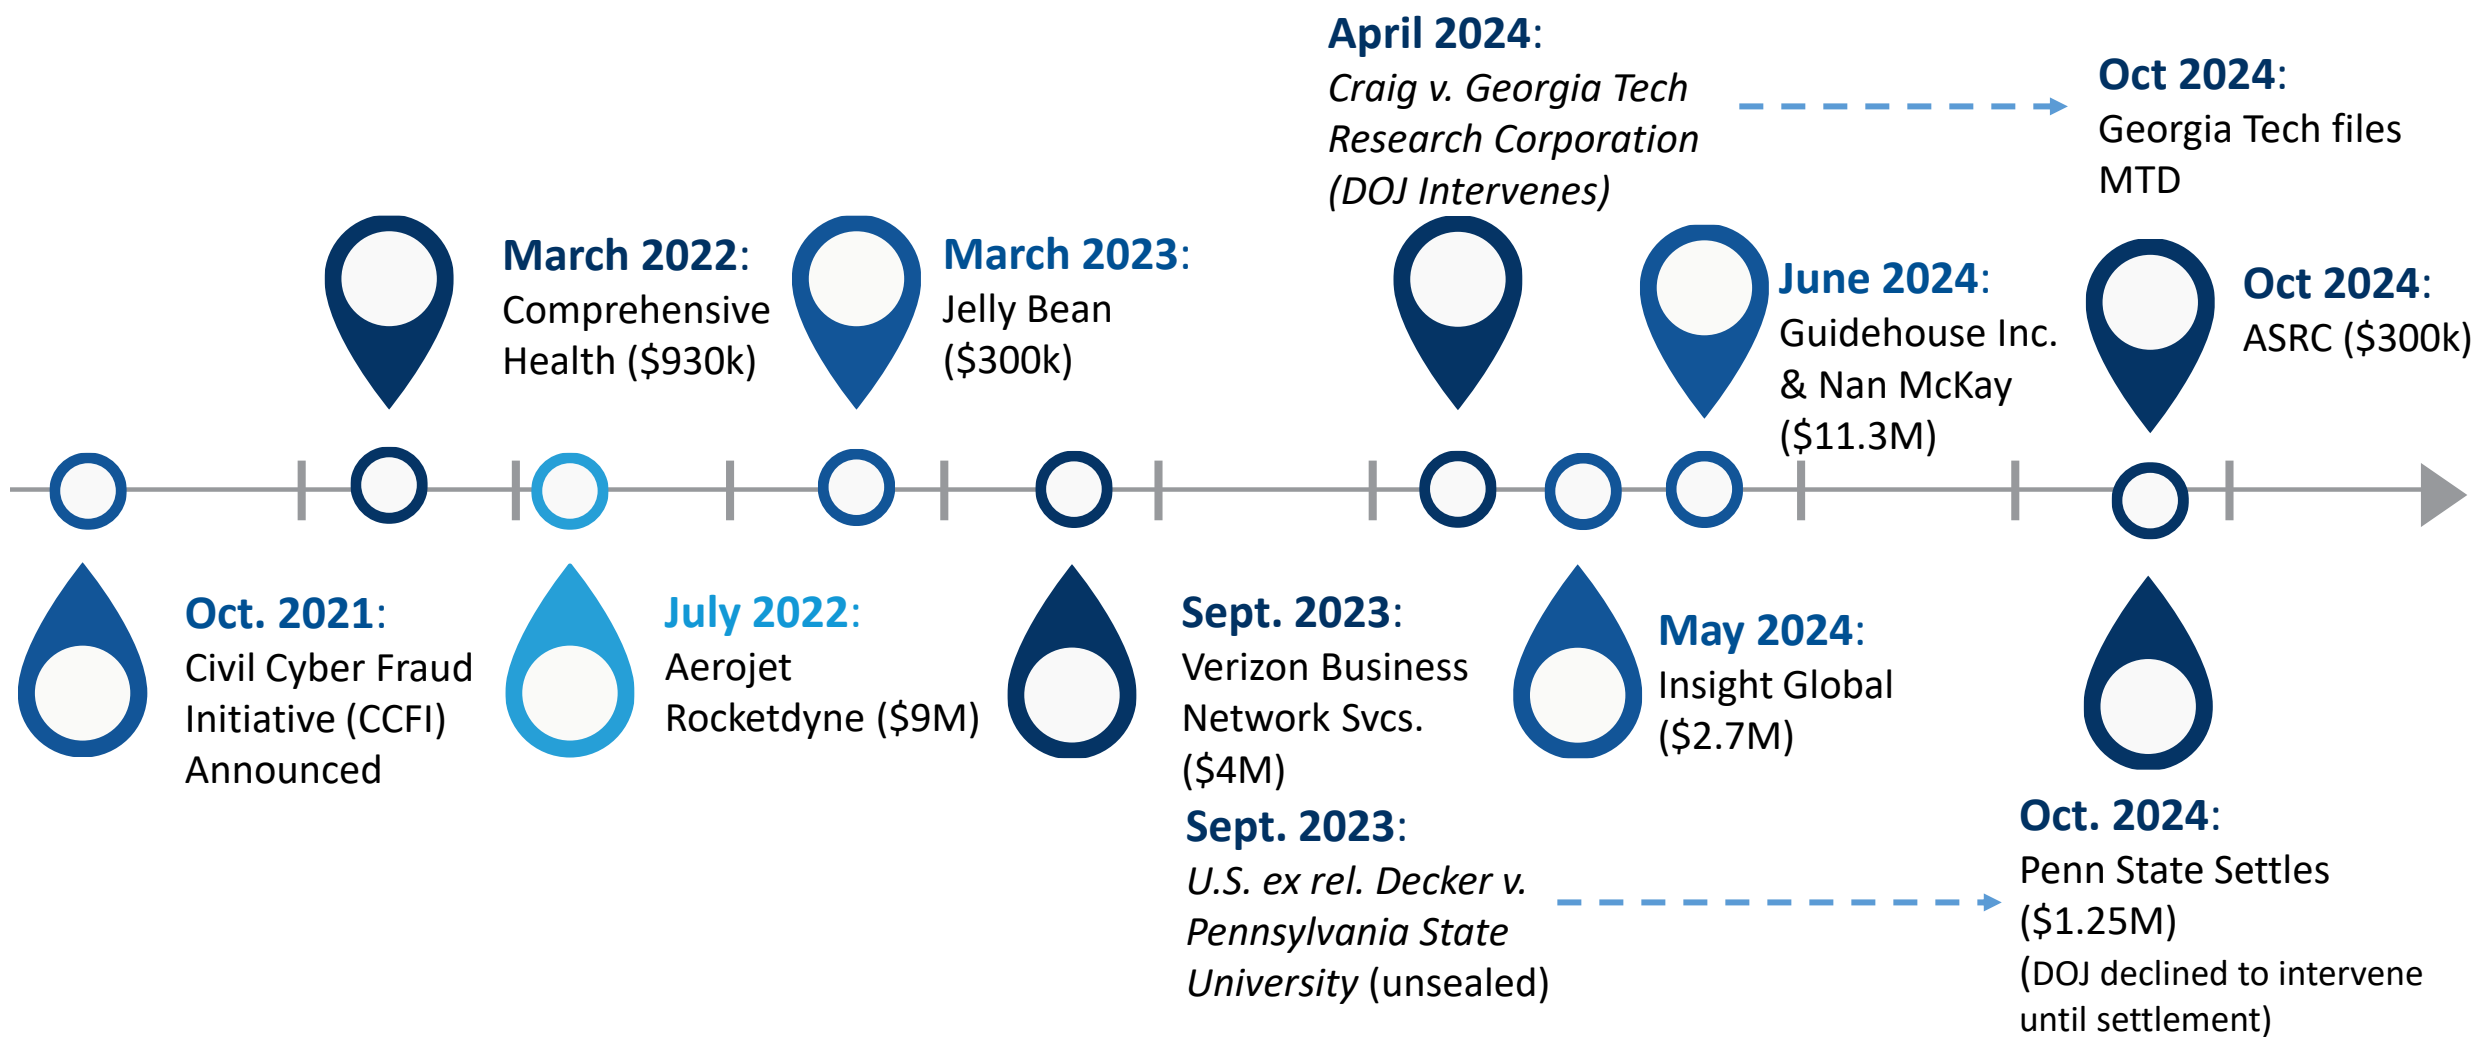 April 2024:
Craig v. Georgia Tech
Research Corporation
(DOJ Intervenes)
Oct 2024:
Georgia Tech files
MTD
March 2022:
Comprehensive
Health ($930k)
March 2023:
Jelly Bean
($300k)
June 2024:
Guidehouse Inc.
& Nan McKay
($11.3M)
Oct 2024:
ASRC ($300k)
Oct. 2021:
Civil Cyber Fraud
Initiative (CCFI)
Announced
July 2022:
Aerojet
Rocketdyne ($9M)
Sept. 2023:
Verizon Business
Network Svcs.
($4M)
Sept. 2023:
U.S. ex rel. Decker v.
Pennsylvania State
University (unsealed)
May 2024:
Insight Global
($2.7M)
Oct. 2024:
Penn State Settles
($1.25M)
(DOJ declined to intervene
until settlement)